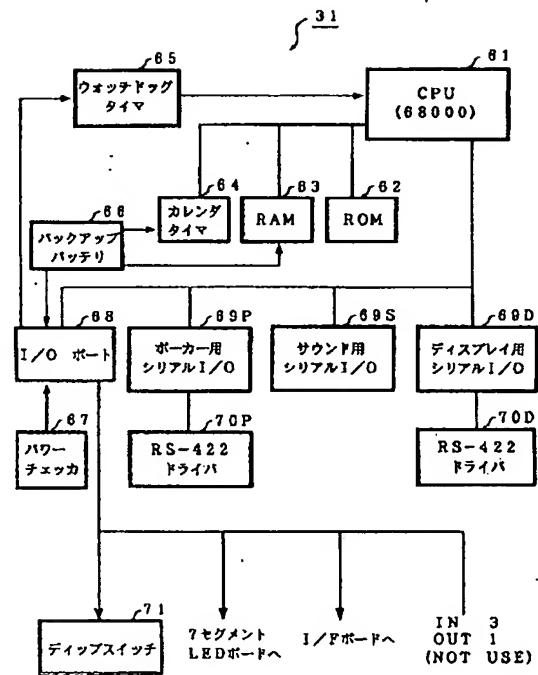 31
65
ウォッチドッグ
タイマ
61
CPU
(68000)
64
カレンダ
タイマ
63
RAM
62
ROM
66
バックアップ
バッテリ
68
I/O ポート
69P
ポーカー用
シリアルI/O
69S
サウンド用
シリアルI/O
69D
ディスプレイ用
シリアルI/O
67
パワー
チェッカ
70P
RS-422
ドライバ
70D
RS-422
ドライバ
71
ディップスイッチ
7セグメント
LEDボードへ
I/Fボードへ
IN 3
OUT 1
(NOT USE)